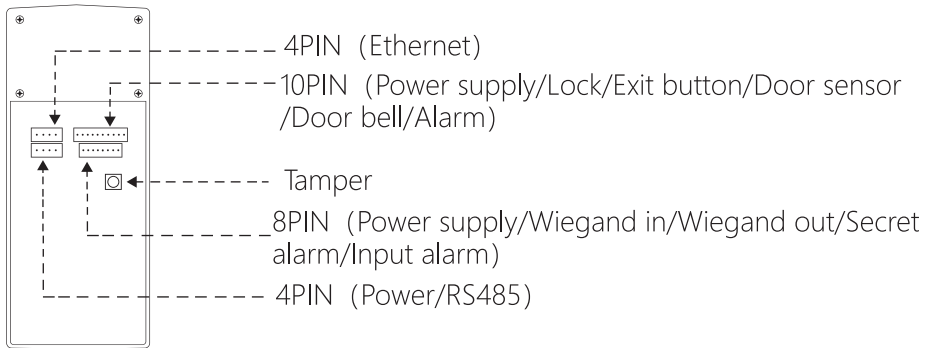 4PIN (Ethernet)
10PIN (Power supply/Lock/Exit button/Door sensor
/Door bell/Alarm)
Tamper
8PIN (Power supply/Wiegand in/Wiegand out/Secret
alarm/Input alarm)
4PIN (Power/RS485)